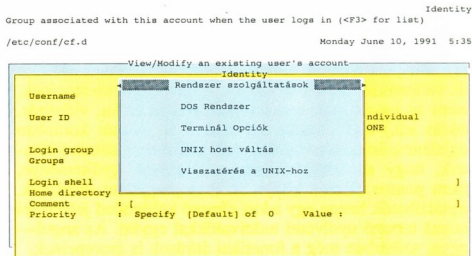 Identity
Group associated with this account when the user logs in (<F3> for list)
/etc/conf/cf.d Monday June 10, 1991 5:35
View/Modify an existing user's account
Identity
Rendszer szolgáltatások
Username
DOS Rendszer
User ID ndividual
Terminál Opciók ONE
Login group UNIX host váltás
Groups
Visszatérés a UNIX-hoz
Login shell ]
Home directory
Comment : [ ]
Priority : Specify [Default] of 0 Value :